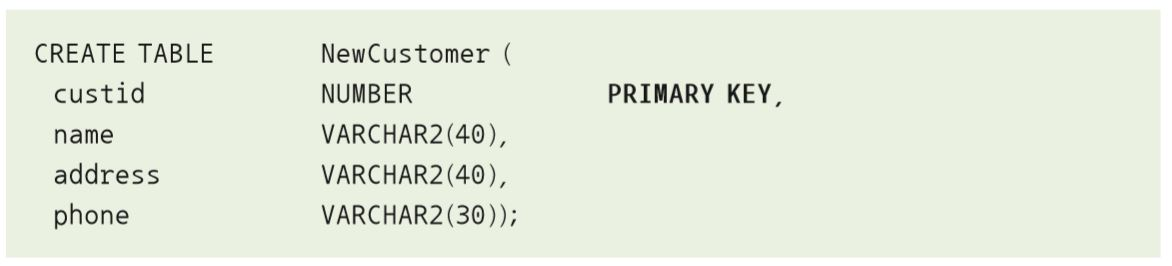 CREATE TABLE NewCustomer (
custid NUMBER PRIMARY KEY,
name VARCHAR2(40),
address VARCHAR2(40),
phone VARCHAR2(30));